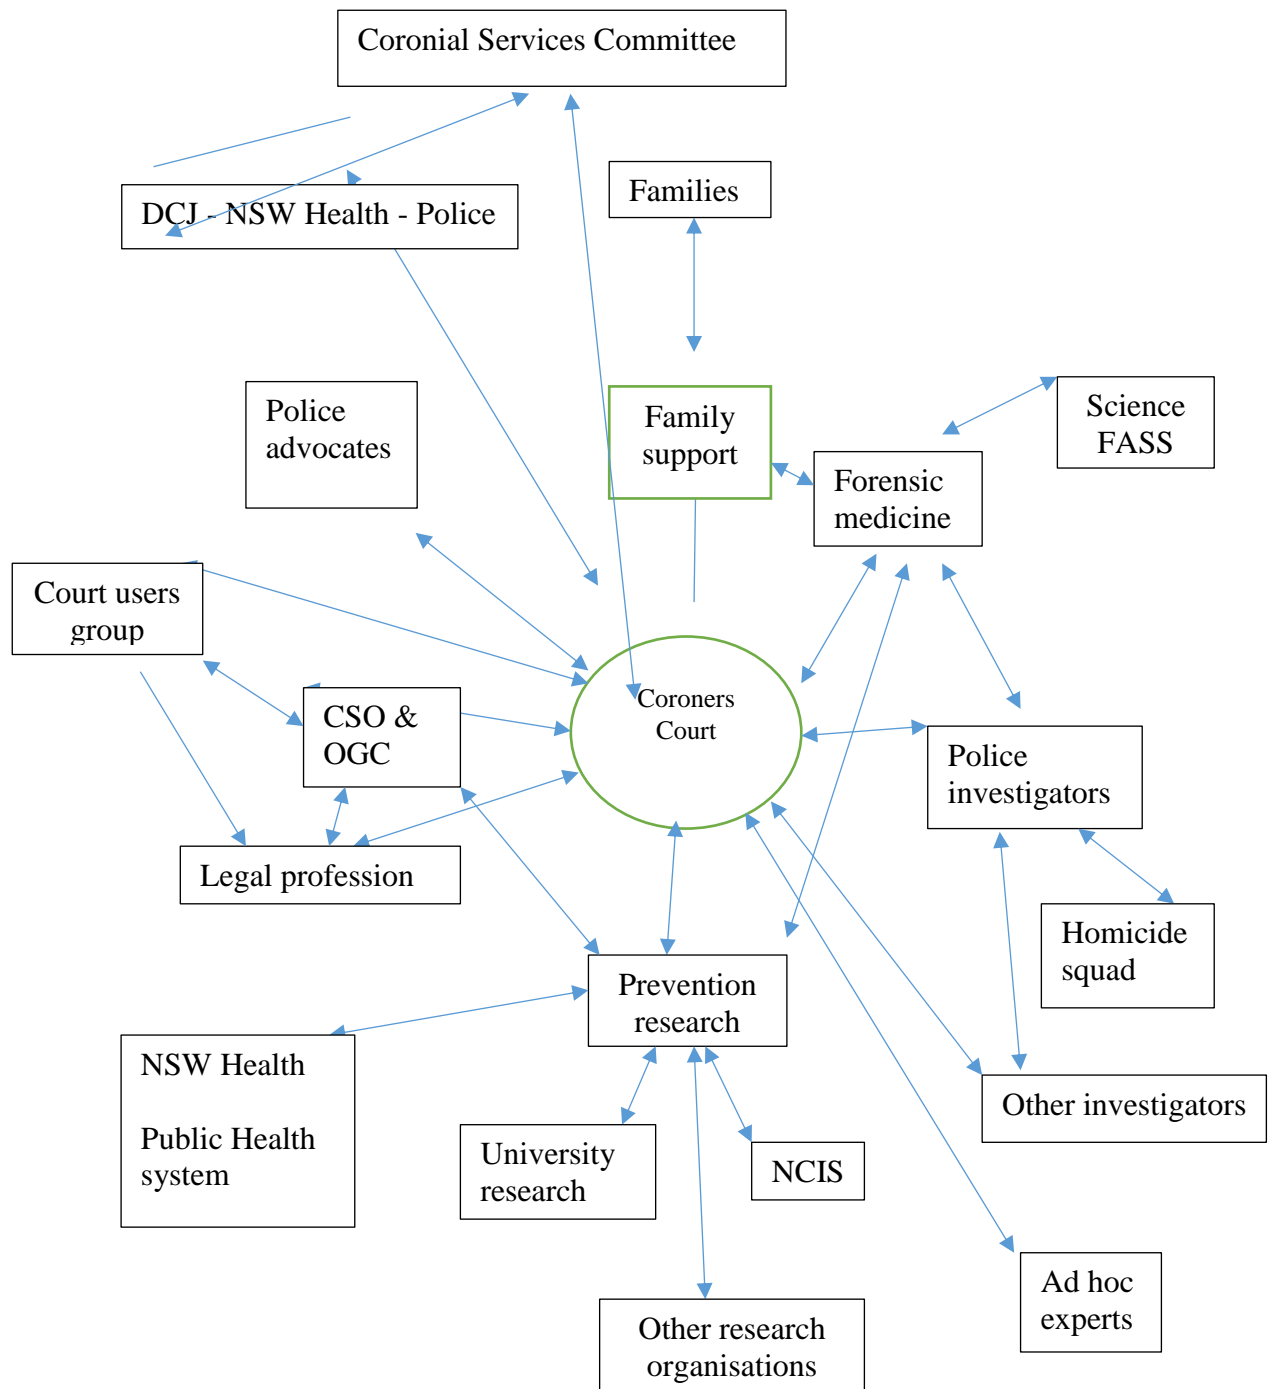 Coronial Services Committee
Families
DCJ - NSW Health - Police
Police
advocates
Family
support
Science
FASS
Forensic
medicine
Court users
group
CSO &
OGC
Coroners
Court
Police
investigators
Legal profession
Homicide
squad
Prevention
research
NSW Health
Public Health
system
Other investigators
University
research
NCIS
Ad hoc
experts
Other research
organisations